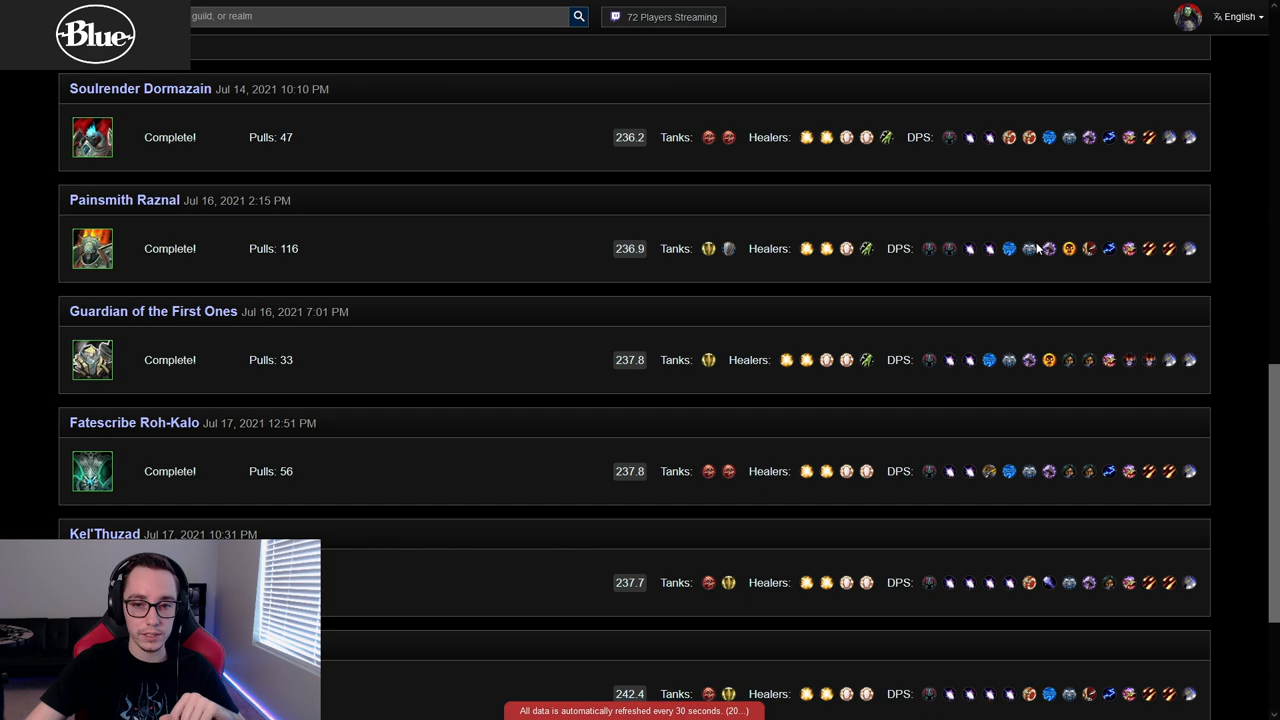 Blue
guild, or realm
72 Players Streaming
English
Soulrender Dormazain Jul 14, 2021 10:10 PM
Complete! Pulls: 47 236.2 Tanks: Healers: DPS:
Painsmith Raznal Jul 16, 2021 2:15 PM
Complete! Pulls: 116 236.9 Tanks: Healers: DPS:
Guardian of the First Ones Jul 16, 2021 7:01 PM
Complete! Pulls: 33 237.8 Tanks: Healers: DPS:
Fatescribe Roh-Kalo Jul 17, 2021 12:51 PM
Complete! Pulls: 56 237.8 Tanks: Healers: DPS:
Kel'Thuzad Jul 17, 2021 10:31 PM
237.7 Tanks: Healers: DPS:
242.4 Tanks: Healers: DPS:
All data is automatically refreshed every 30 seconds. (20...)